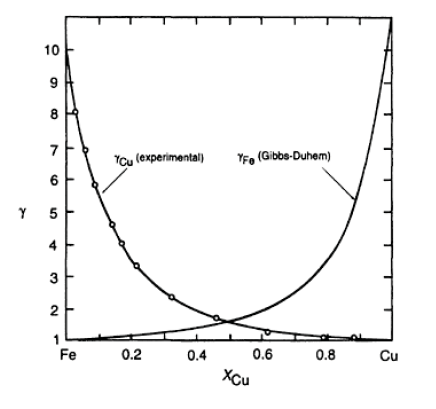 10
9
8
γCu (experimental)
γFe (Gibbs-Duhem)
7
6
γ
5
4
3
2
1
Fe
0.2
0.4
0.6
0.8
Cu
XCu